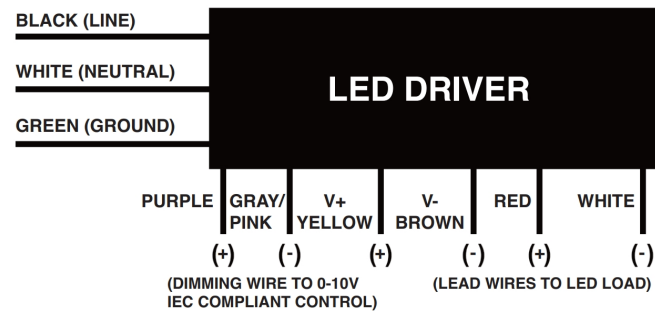 BLACK (LINE)
WHITE (NEUTRAL)
GREEN (GROUND)
LED DRIVER
PURPLE GRAY/ V+ V- RED WHITE
PINK YELLOW BROWN
(+) (-) (+) (-) (+) (-)
(DIMMING WIRE TO 0-10V (LEAD WIRES TO LED LOAD)
IEC COMPLIANT CONTROL)